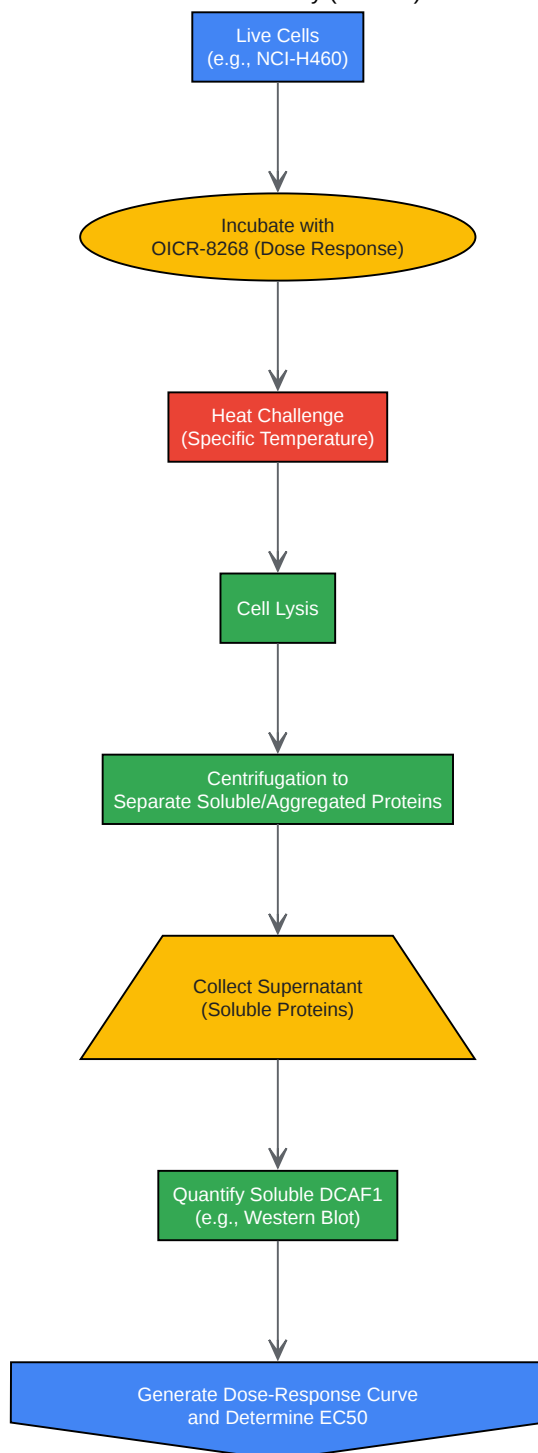 Live Cells
(e.g., NCI-H460)
Incubate with
OICR-8268 (Dose Response)
Heat Challenge
(Specific Temperature)
Cell Lysis
Centrifugation to
Separate Soluble/Aggregated Proteins
Collect Supernatant
(Soluble Proteins)
Quantify Soluble DCAF1
(e.g., Western Blot)
Generate Dose-Response Curve
and Determine EC50